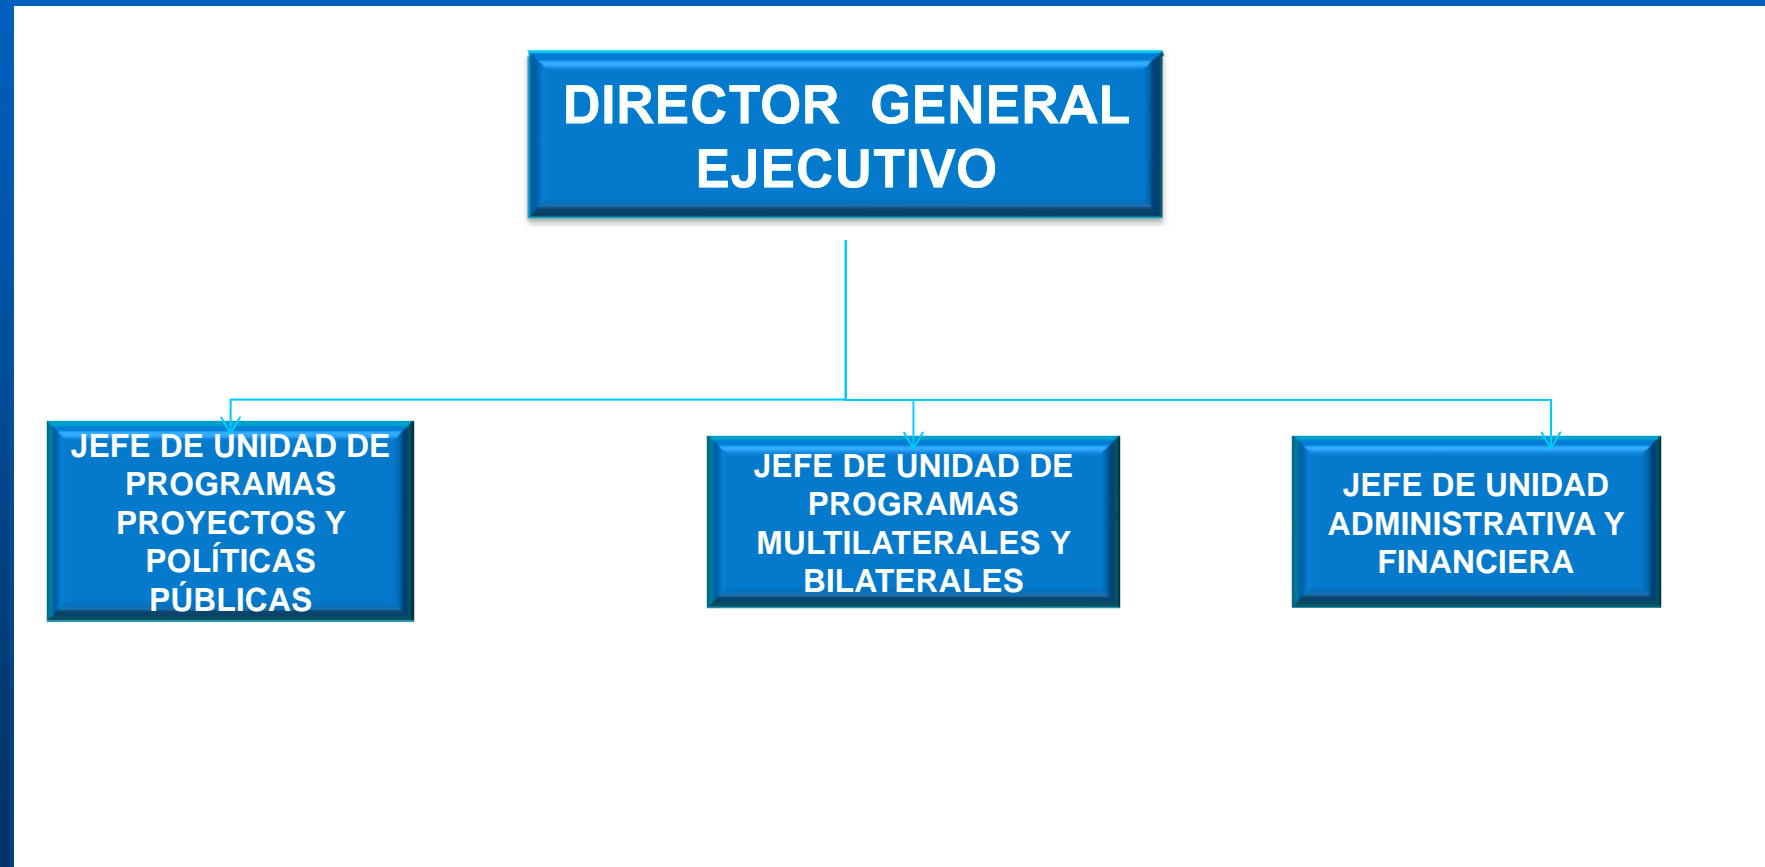 DIRECTOR GENERAL
EJECUTIVO
JEFE DE UNIDAD DE
PROGRAMAS
PROYECTOS Y
POLÍTICAS
PÚBLICAS
JEFE DE UNIDAD DE
PROGRAMAS
MULTILATERALES Y
BILATERALES
JEFE DE UNIDAD
ADMINISTRATIVA Y
FINANCIERA